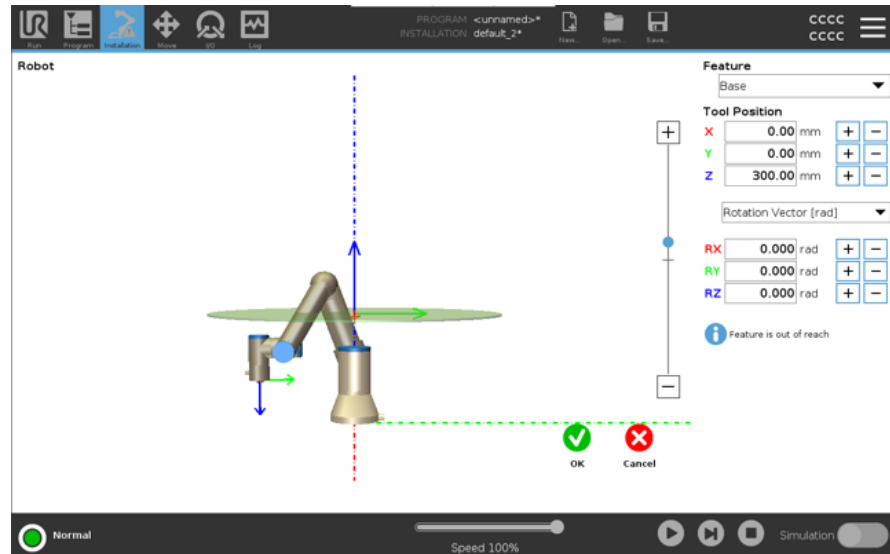 UR
Run
Program
Installation
Move
I/O
Log
PROGRAM <unnamed>*
INSTALLATION default_2*
New...
Open...
Save...
cccc
cccc
Robot
Feature
Base
Tool Position
X 0.00 mm + −
Y 0.00 mm + −
Z 300.00 mm + −
Rotation Vector [rad]
RX 0.000 rad + −
RY 0.000 rad + −
RZ 0.000 rad + −
i Feature is out of reach
+
−
OK
Cancel
Normal
Speed 100%
Simulation